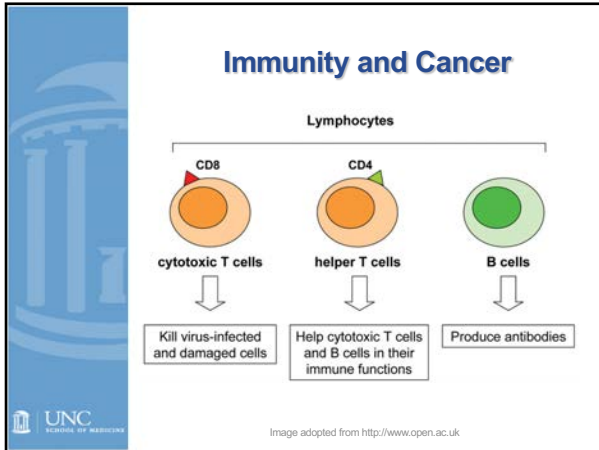 Immunity and Cancer
Lymphocytes
CD8
CD4
cytotoxic T cells
helper T cells
B cells
Kill virus-infected
and damaged cells
Help cytotoxic T cells
and B cells in their
immune functions
Produce antibodies
UNC
SCHOOL OF MEDICINE
Image adopted from http://www.open.ac.uk